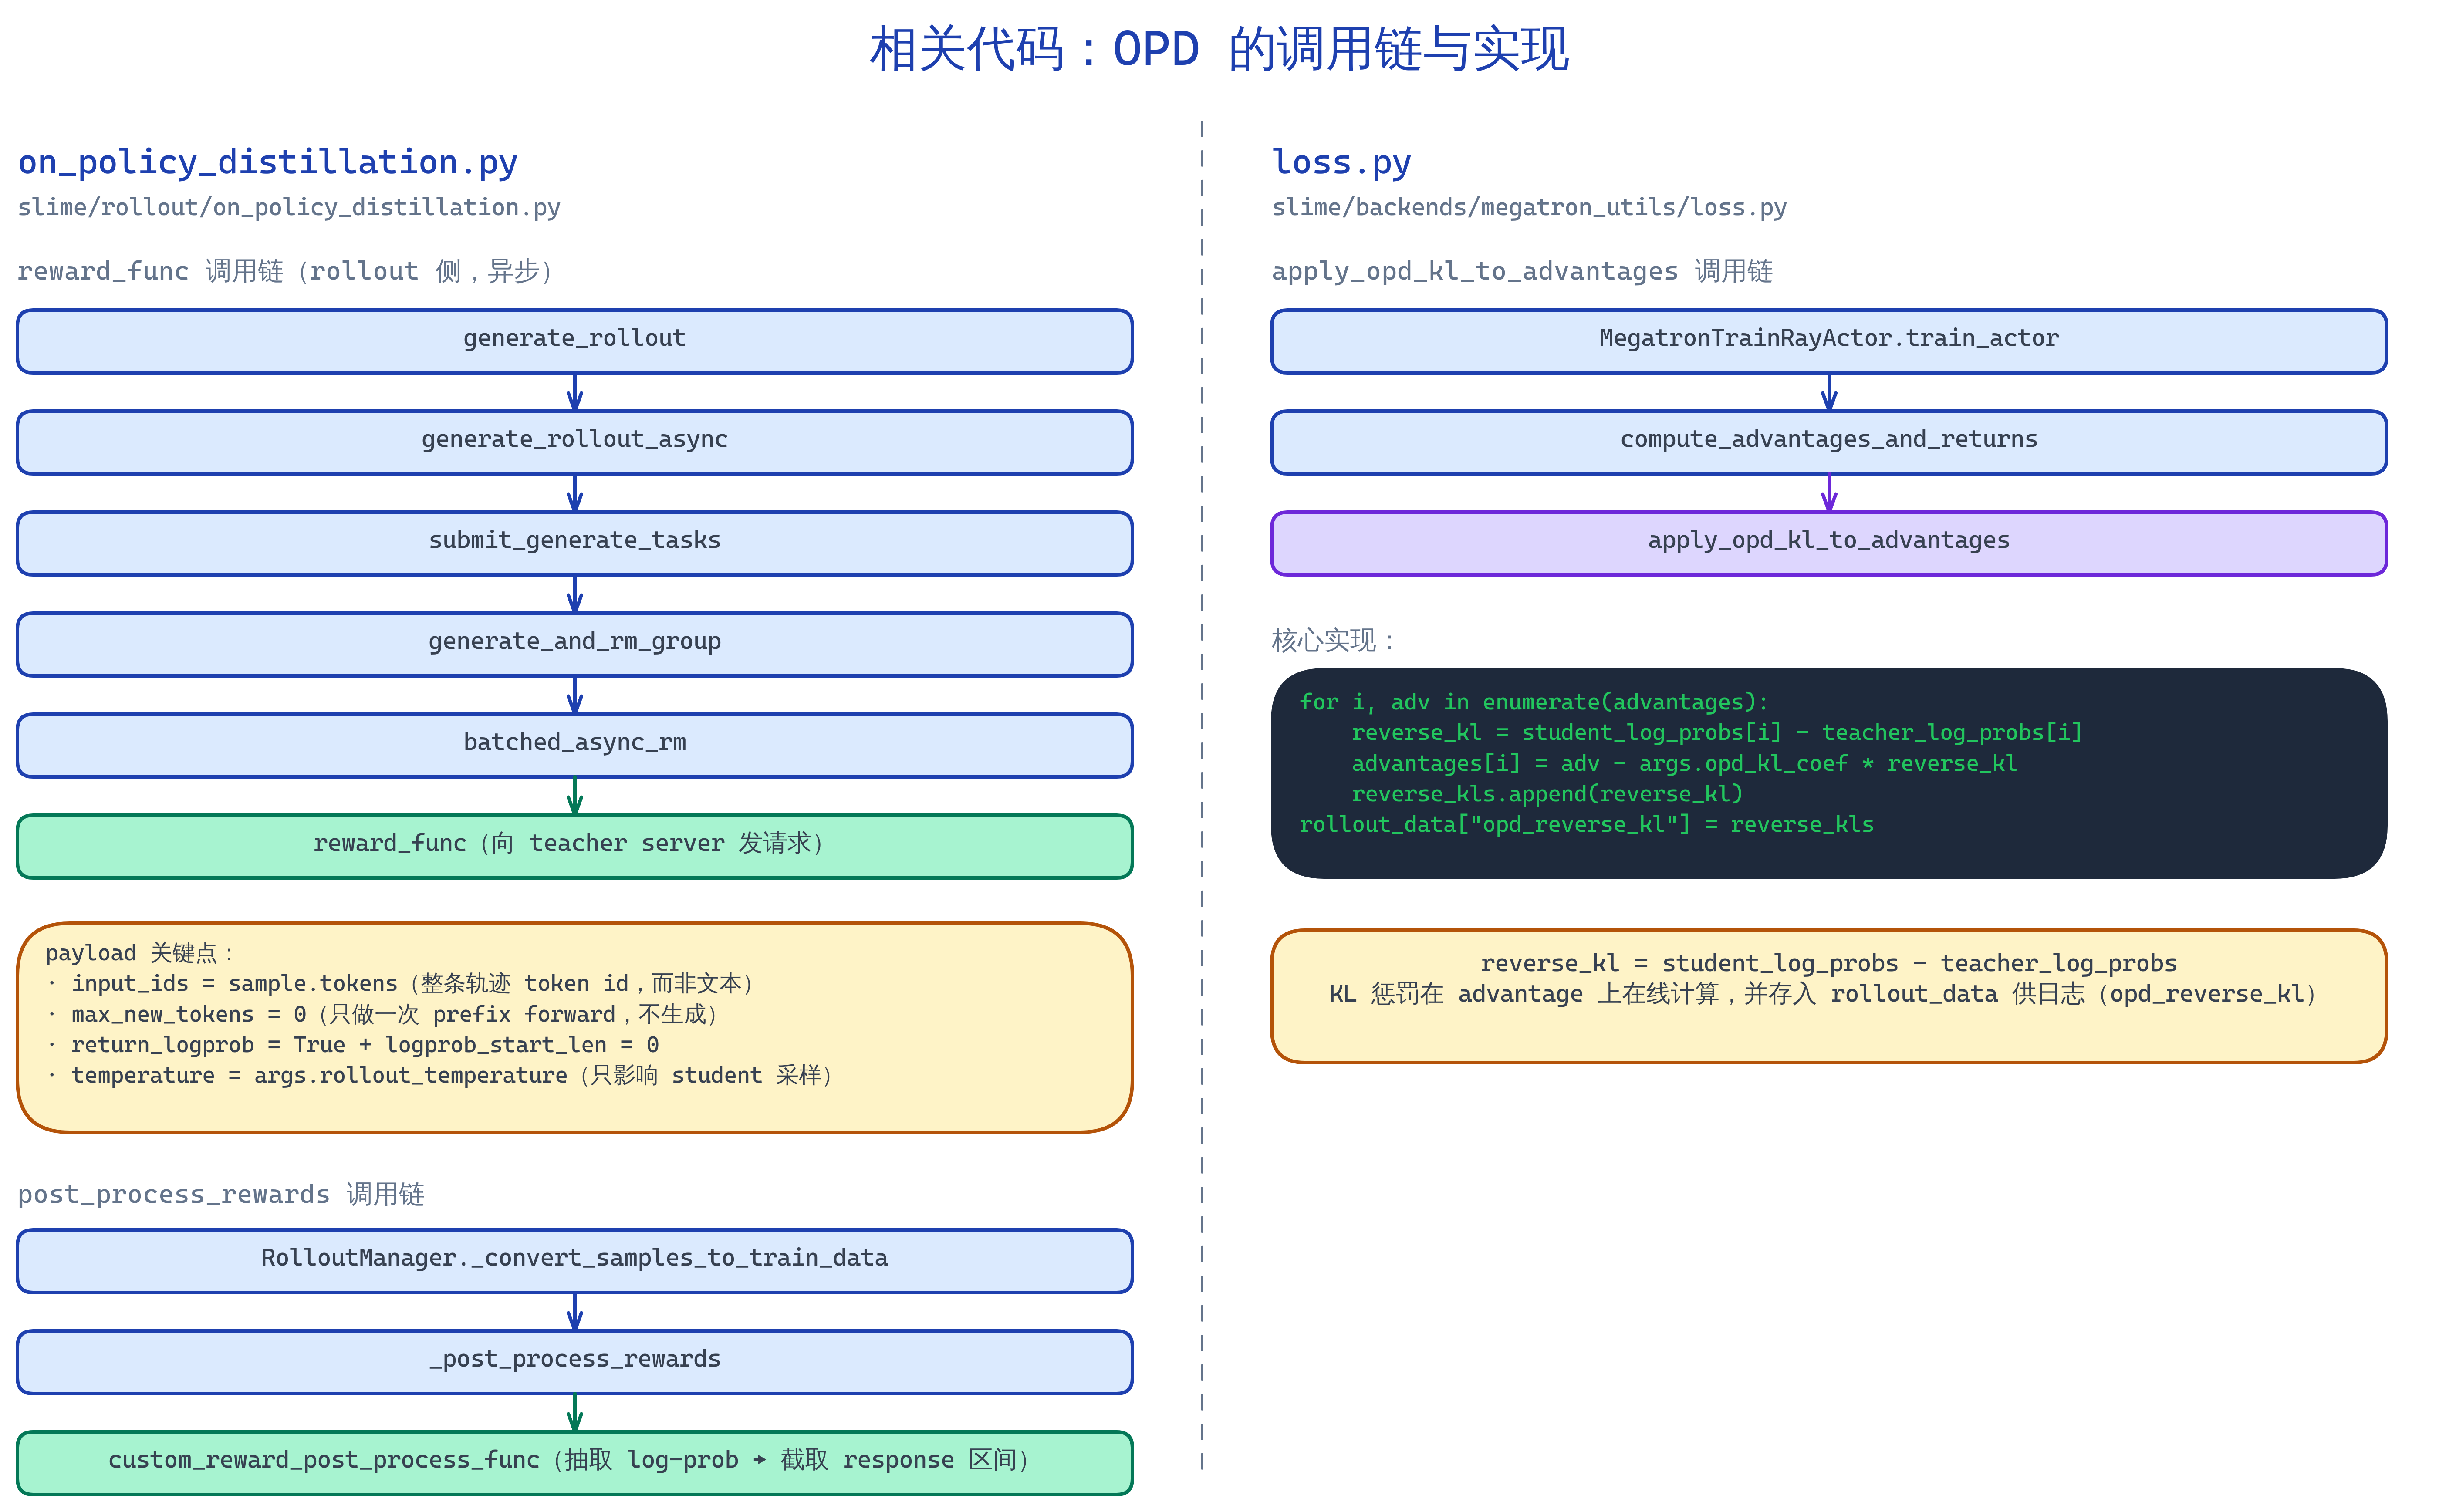 相关代码：OPD 的调用链与实现
on_policy_distillation.py
slime/rollout/on_policy_distillation.py
reward_func 调用链（rollout 侧，异步）
generate_rollout
generate_rollout_async
submit_generate_tasks
generate_and_rm_group
batched_async_rm
reward_func（向 teacher server 发请求）
payload 关键点：
· input_ids = sample.tokens（整条轨迹 token id，而非文本）
· max_new_tokens = 0（只做一次 prefix forward，不生成）
· return_logprob = True + logprob_start_len = 0
· temperature = args.rollout_temperature（只影响 student 采样）
post_process_rewards 调用链
RolloutManager._convert_samples_to_train_data
_post_process_rewards
custom_reward_post_process_func（抽取 log-prob → 截取 response 区间）
loss.py
slime/backends/megatron_utils/loss.py
apply_opd_kl_to_advantages 调用链
MegatronTrainRayActor.train_actor
compute_advantages_and_returns
apply_opd_kl_to_advantages
核心实现：
for i, adv in enumerate(advantages):
    reverse_kl = student_log_probs[i] - teacher_log_probs[i]
    advantages[i] = adv - args.opd_kl_coef * reverse_kl
    reverse_kls.append(reverse_kl)
rollout_data["opd_reverse_kl"] = reverse_kls
reverse_kl = student_log_probs - teacher_log_probs
KL 惩罚在 advantage 上在线计算，并存入 rollout_data 供日志（opd_reverse_kl）